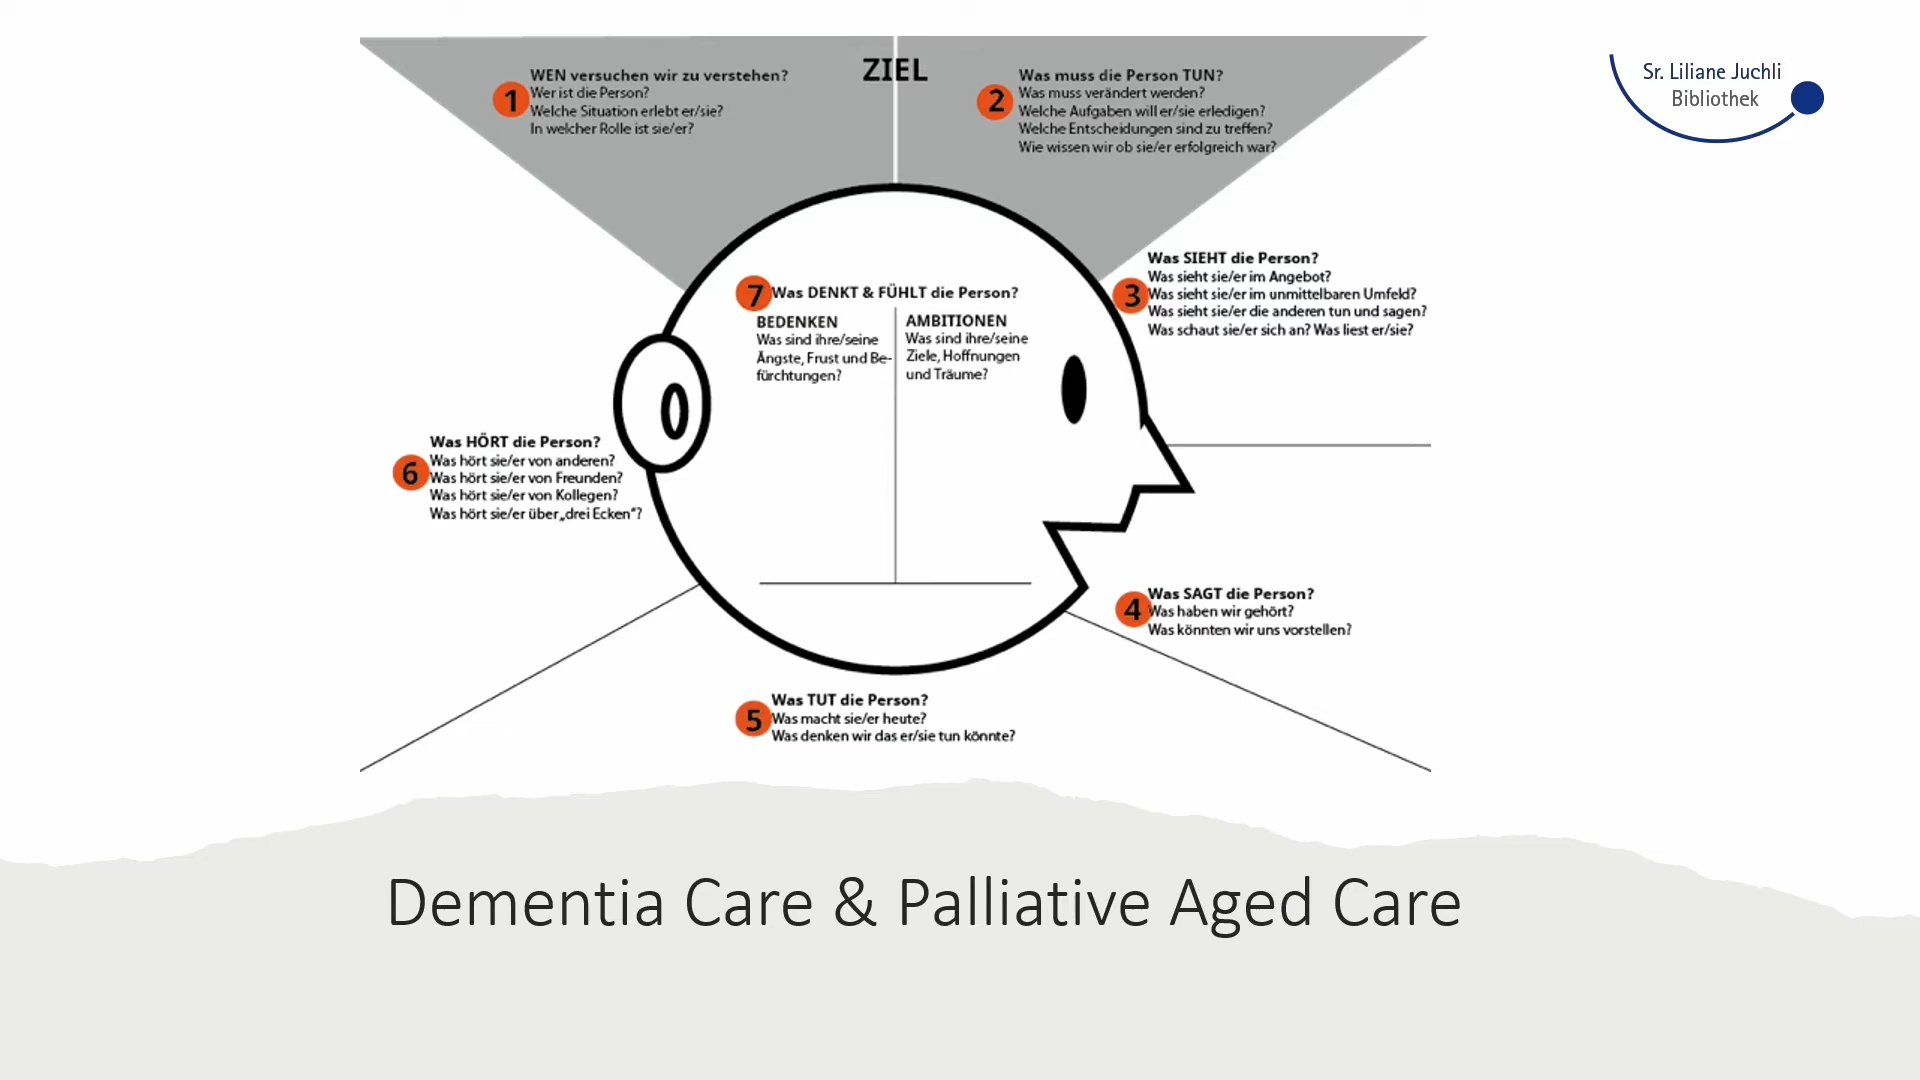 ZIEL
1
WEN versuchen wir zu verstehen?
Wer ist die Person?
Welche Situation erlebt er/sie?
In welcher Rolle ist sie/er?
2
Was muss die Person TUN?
Was muss verändert werden?
Welche Aufgaben will er/sie erledigen?
Welche Entscheidungen sind zu treffen?
Wie wissen wir ob sie/er erfolgreich war?
Sr. Liliane Juchli
Bibliothek
3
Was SIEHT die Person?
Was sieht sie/er im Angebot?
Was sieht sie/er im unmittelbaren Umfeld?
Was sieht sie/er die anderen tun und sagen?
Was schaut sie/er sich an? Was liest er/sie?
7
Was DENKT & FÜHLT die Person?
BEDENKEN
Was sind ihre/seine
Ängste, Frust und Be-
fürchtungen?
AMBITIONEN
Was sind ihre/seine
Ziele, Hoffnungen
und Träume?
6
Was HÖRT die Person?
Was hört sie/er von anderen?
Was hört sie/er von Freunden?
Was hört sie/er von Kollegen?
Was hört sie/er über „drei Ecken“?
4
Was SAGT die Person?
Was haben wir gehört?
Was könnten wir uns vorstellen?
5
Was TUT die Person?
Was macht sie/er heute?
Was denken wir das er/sie tun könnte?
Dementia Care & Palliative Aged Care